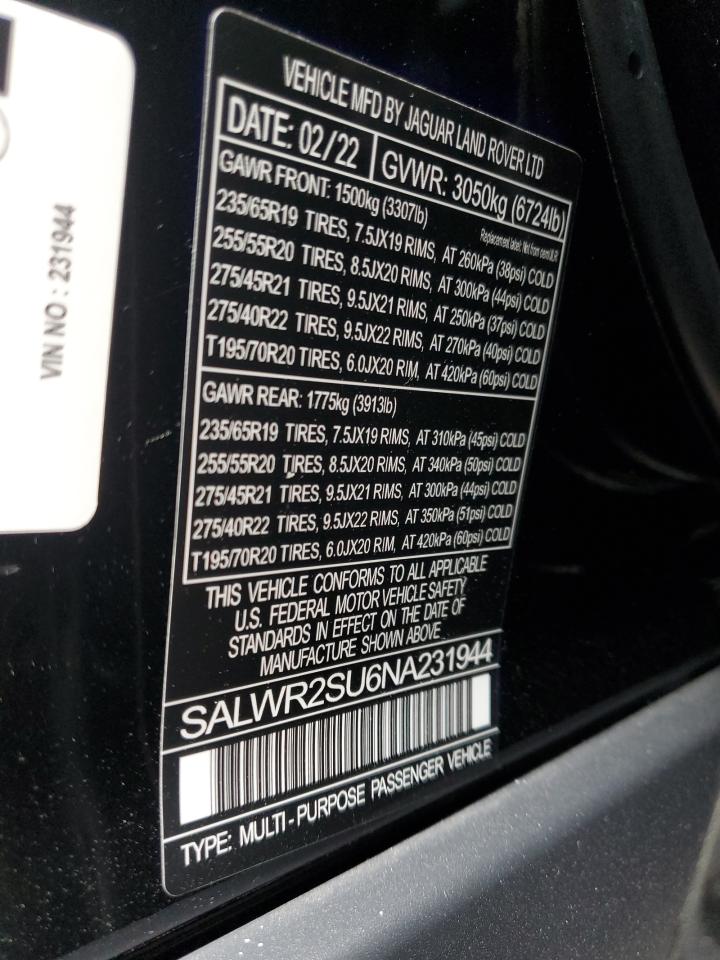 VIN NO : 231944
VEHICLE MFD BY JAGUAR LAND ROVER LTD
DATE: 02/22
GVWR: 3050kg (6724lb)
GAWR FRONT: 1500kg (3307lb)
Replacement label: Not from oem/JLR
235/65R19 TIRES, 7.5JX19 RIMS, AT 260kPa (38psi) COLD
255/55R20 TIRES, 8.5JX20 RIMS, AT 300kPa (44psi) COLD
275/45R21 TIRES, 9.5JX21 RIMS, AT 250kPa (37psi) COLD
275/40R22 TIRES, 9.5JX22 RIMS, AT 270kPa (40psi) COLD
T195/70R20 TIRES, 6.0JX20 RIM, AT 420kPa (60psi) COLD
GAWR REAR: 1775kg (3913lb)
235/65R19 TIRES, 7.5JX19 RIMS, AT 310kPa (45psi) COLD
255/55R20 TIRES, 8.5JX20 RIMS, AT 340kPa (50psi) COLD
275/45R21 TIRES, 9.5JX21 RIMS, AT 300kPa (44psi) COLD
275/40R22 TIRES, 9.5JX22 RIMS, AT 350kPa (51psi) COLD
T195/70R20 TIRES, 6.0JX20 RIM, AT 420kPa (60psi) COLD
THIS VEHICLE CONFORMS TO ALL APPLICABLE
U.S. FEDERAL MOTOR VEHICLE SAFETY
STANDARDS IN EFFECT ON THE DATE OF
MANUFACTURE SHOWN ABOVE
SALWR2SU6NA231944
TYPE: MULTI-PURPOSE PASSENGER VEHICLE